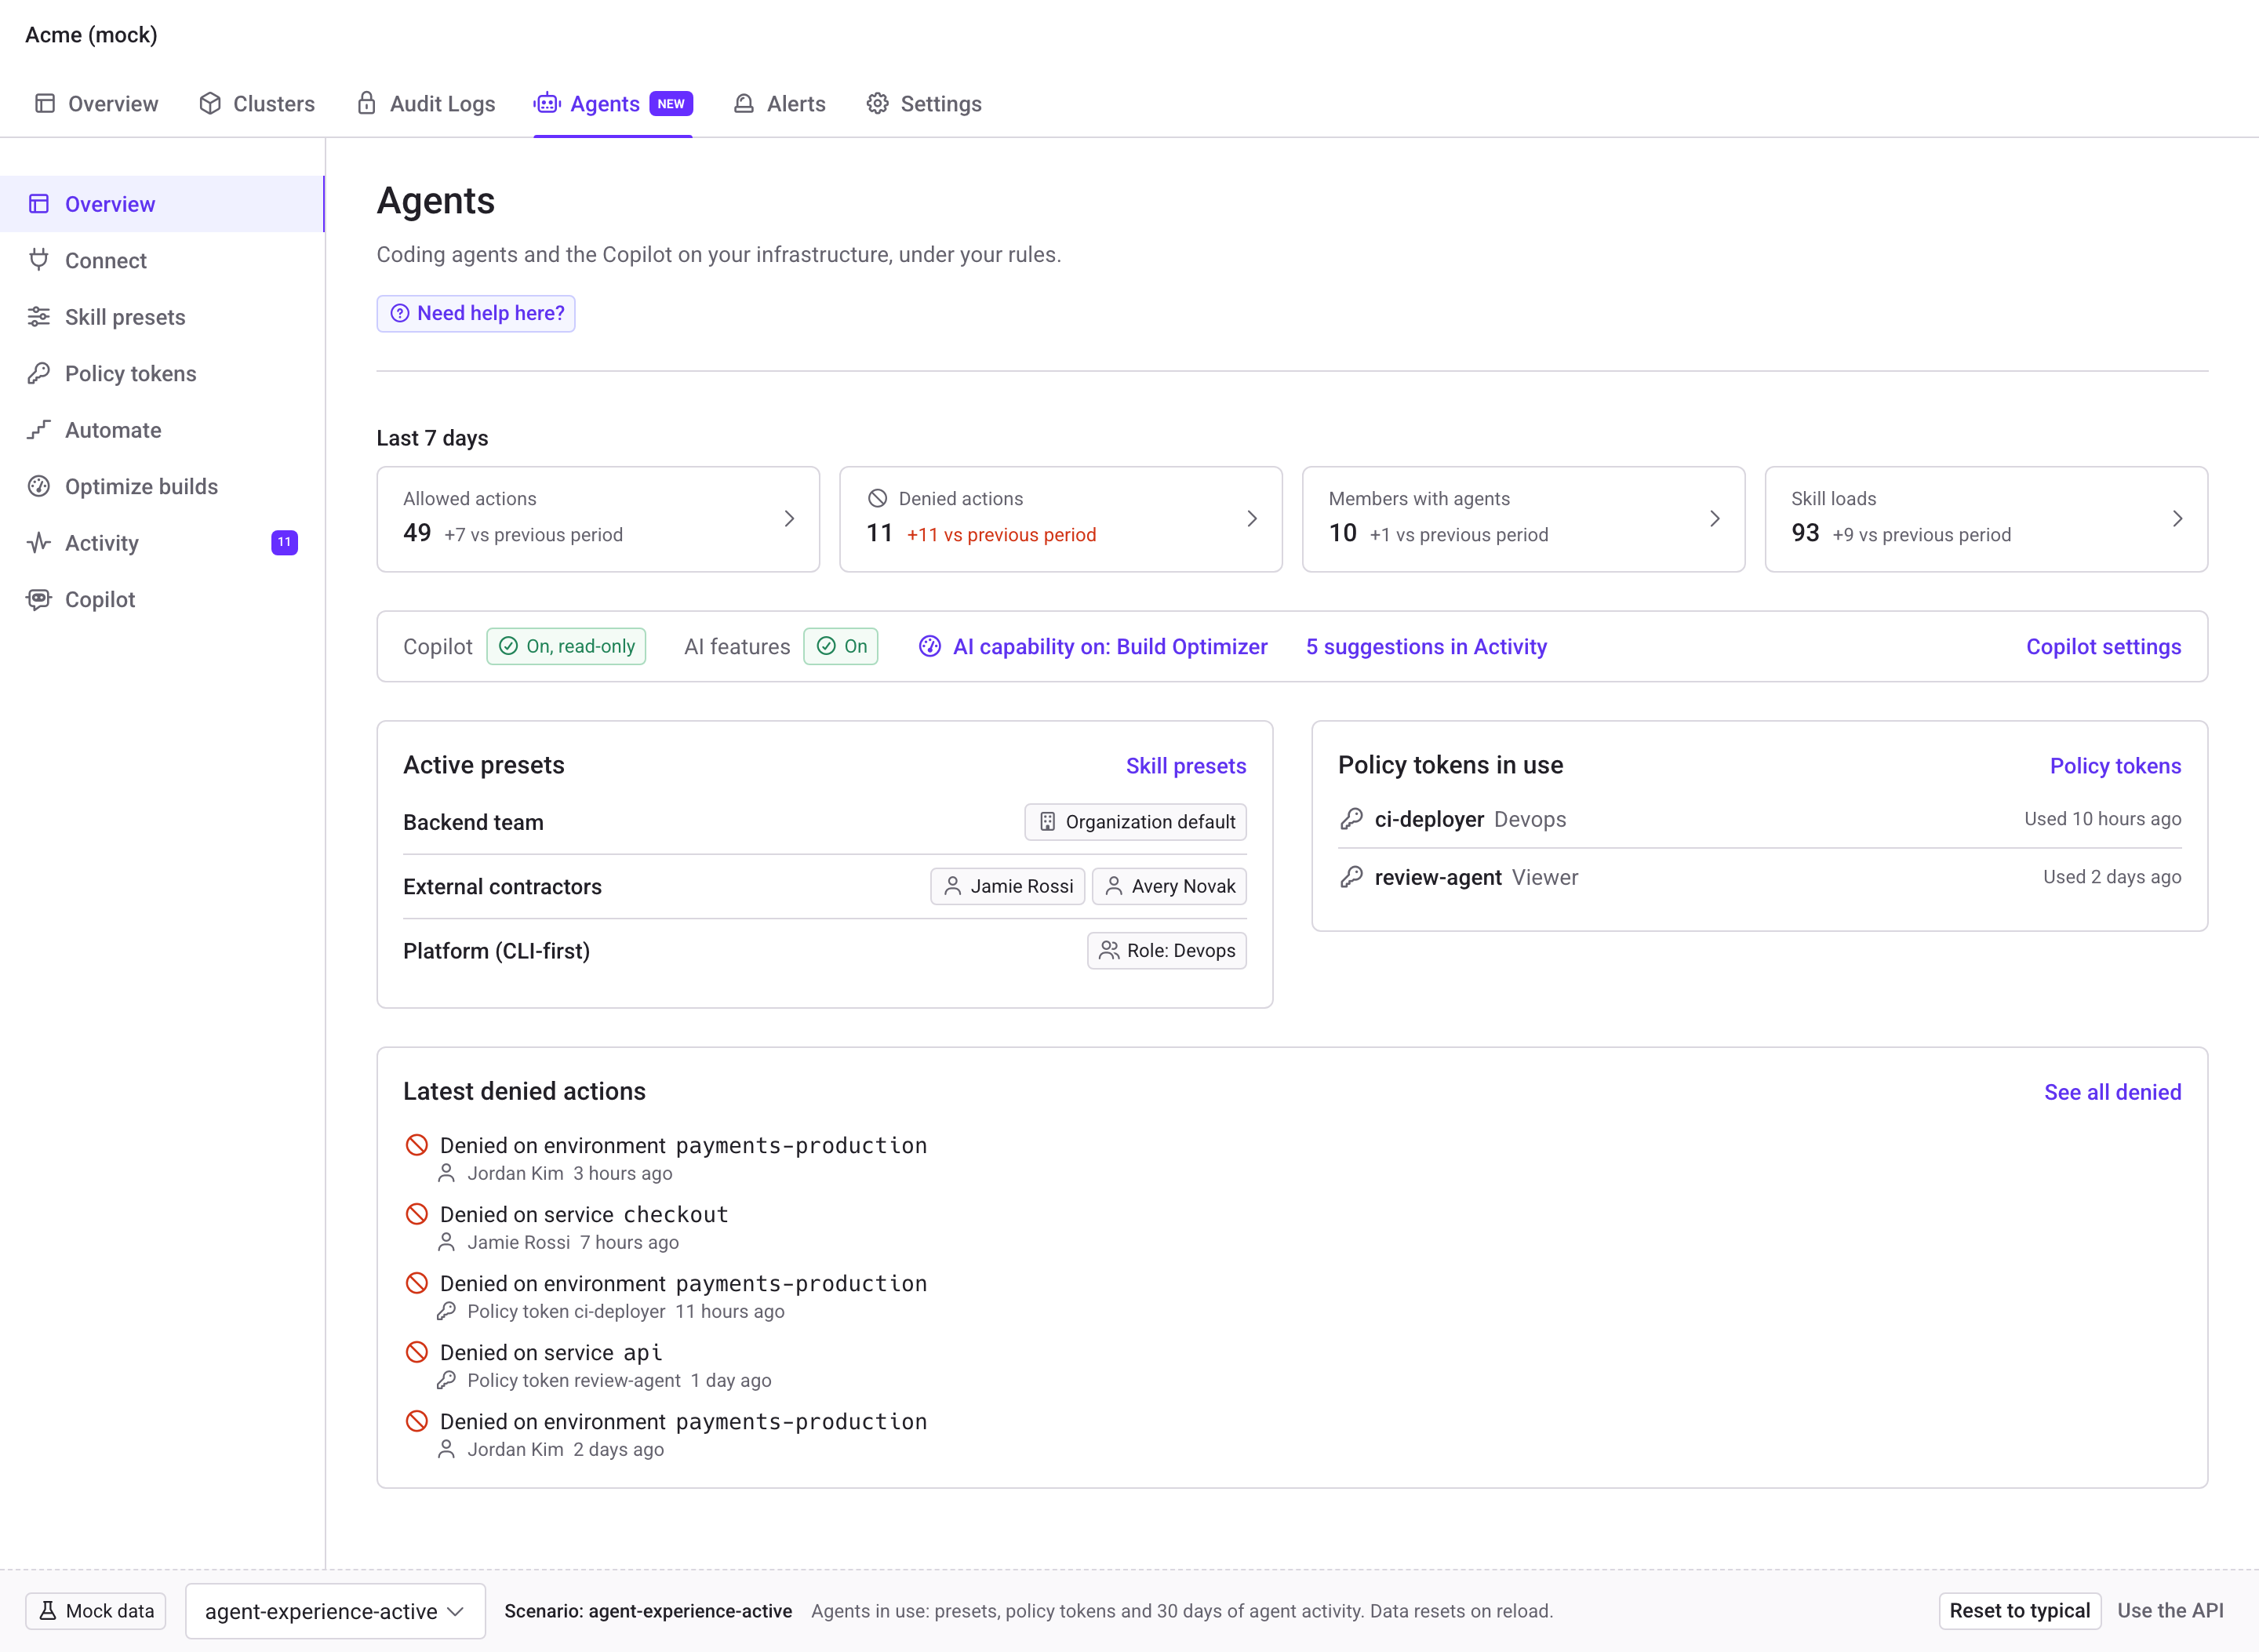 Acme (mock)
Overview
Clusters
Audit Logs
Agents NEW
Alerts
Settings
Overview
Connect
Skill presets
Policy tokens
Automate
Optimize builds
Activity 11
Copilot
Agents
Coding agents and the Copilot on your infrastructure, under your rules.
Need help here?
Last 7 days
Allowed actions
49 +7 vs previous period
Denied actions
11 +11 vs previous period
Members with agents
10 +1 vs previous period
Skill loads
93 +9 vs previous period
Copilot On, read-only AI features On AI capability on: Build Optimizer 5 suggestions in Activity Copilot settings
Active presets Skill presets
Backend team Organization default
External contractors Jamie Rossi Avery Novak
Platform (CLI-first) Role: Devops
Policy tokens in use Policy tokens
ci-deployer Devops Used 10 hours ago
review-agent Viewer Used 2 days ago
Latest denied actions See all denied
Denied on environment payments-production
Jordan Kim 3 hours ago
Denied on service checkout
Jamie Rossi 7 hours ago
Denied on environment payments-production
Policy token ci-deployer 11 hours ago
Denied on service api
Policy token review-agent 1 day ago
Denied on environment payments-production
Jordan Kim 2 days ago
Mock data agent-experience-active Scenario: agent-experience-active Agents in use: presets, policy tokens and 30 days of agent activity. Data resets on reload. Reset to typical Use the API